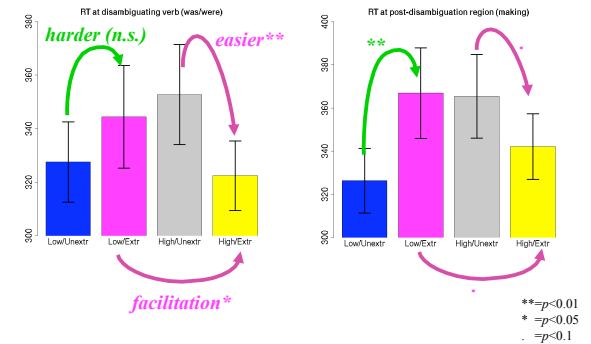 RT at disambiguating verb (was/were)
harder (n.s.)
easier**
300 320 340 360 380 400
Low/Unextr Low/Extr High/Unextr High/Extr
facilitation*
RT at post-disambiguation region (making)
**
.
300 320 340 360 380 400
Low/Unextr Low/Extr High/Unextr High/Extr
.
**=p<0.01
* =p<0.05
. =p<0.1